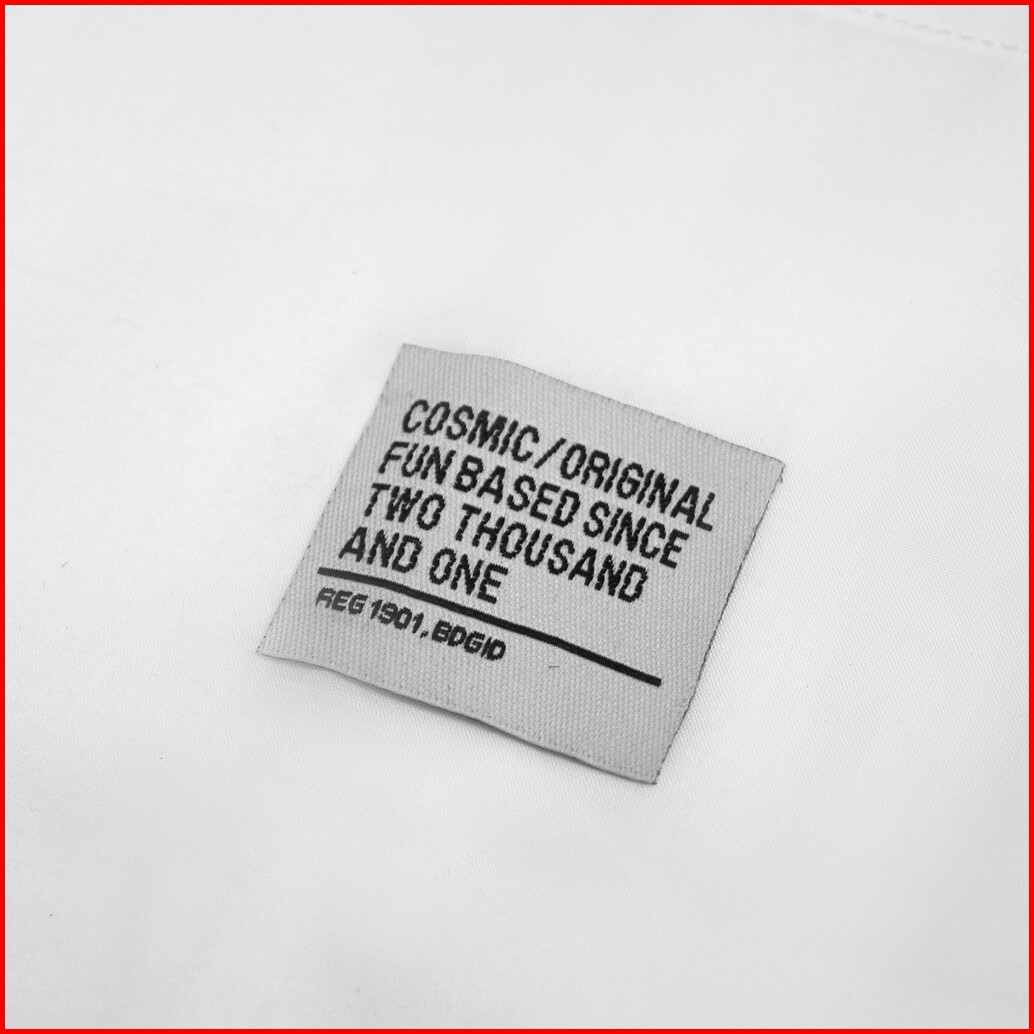 COSMIC/ORIGINAL
FUN BASED SINCE
TWO THOUSAND
AND ONE
REG 1901, BDGID